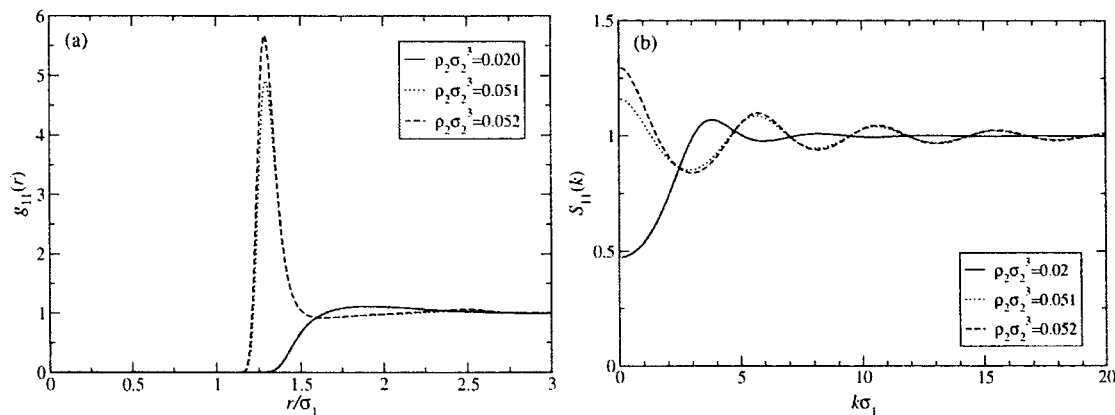 (a)
ρ₂σ₂³=0.020
ρ₂σ₂³=0.051
ρ₂σ₂³=0.052
g₁₁(r)
6
5
4
3
2
1
0
0 0.5 1 1.5 2 2.5 3
r/σ₁
(b)
S₁₁(k)
1.5
1
0.5
0
ρ₂σ₂³=0.02
ρ₂σ₂³=0.051
ρ₂σ₂³=0.052
0 5 10 15 20
kσ₁